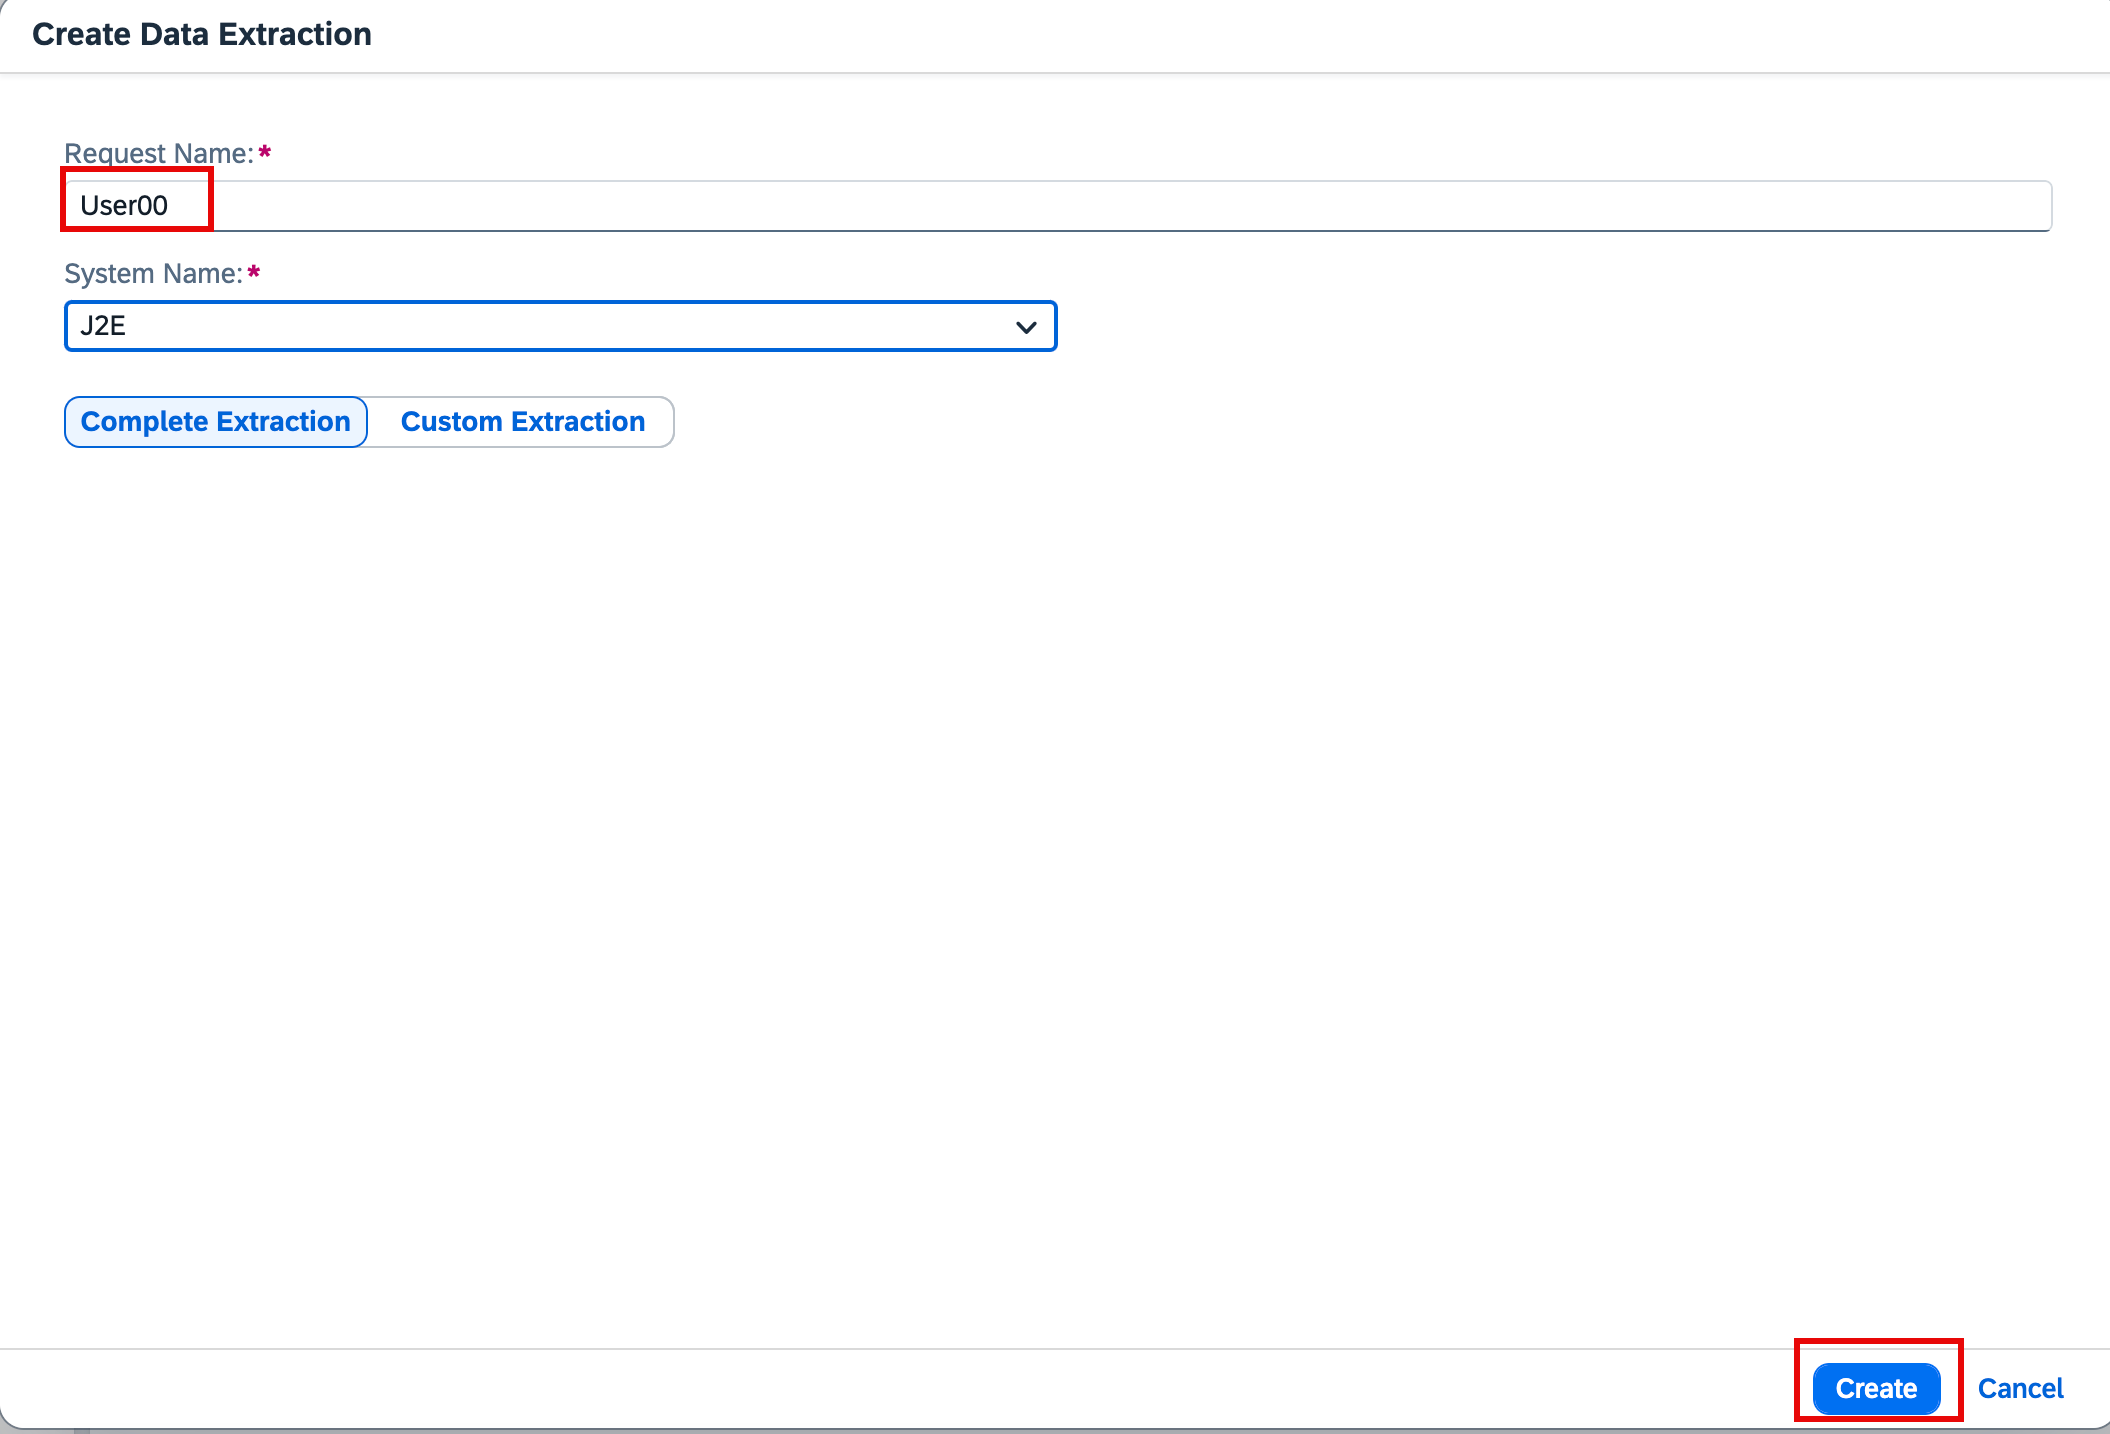 Create Data Extraction
Request Name:*
User00
System Name:*
J2E
Complete Extraction Custom Extraction
Create Cancel